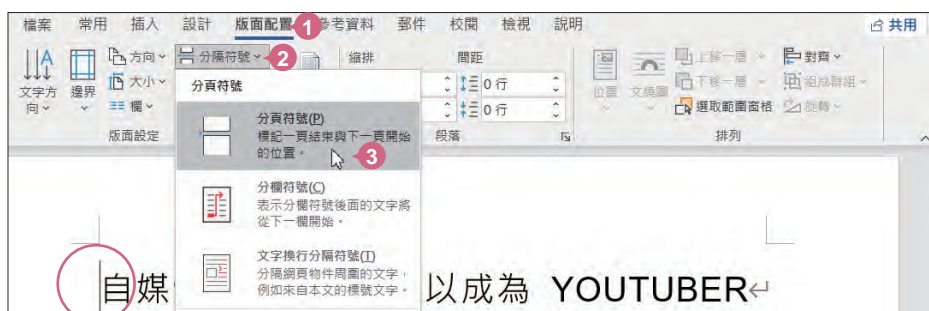 檔案 常用 插入 設計 版面配置 1 參考資料 郵件 校閱 檢視 說明 共用
文字方向 邊界 方向 分隔符號 2 縮排 間距 位置 文繞圖 上移一層 對齊
大小 0 行 下移一層 組成群組
欄 0 行 選取範圍窗格 旋轉
版面設定 段落 排列
分頁符號
分頁符號(P)
標記一頁結束與下一頁開始
的位置。 3
分欄符號(C)
表示分欄符號後面的文字將
從下一欄開始。
文字換行分隔符號(T)
分隔網頁物件周圍的文字,
例如來自本文的標號文字。
自媒 以成為 YOUTUBER↵